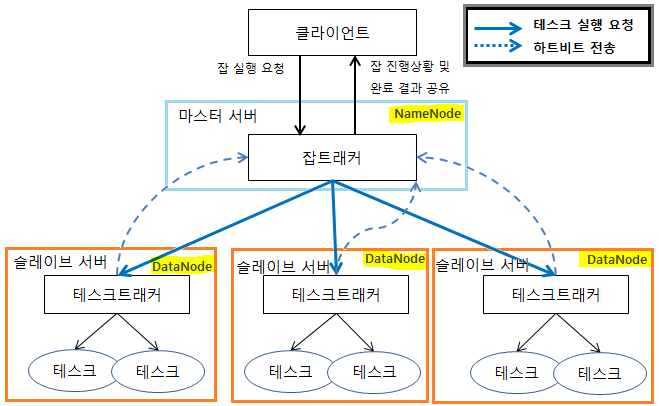 클라이언트
테스크 실행 요청
하트비트 전송
잡 실행 요청
잡 진행상황 및
완료 결과 공유
마스터 서버
NameNode
잡트래커
슬레이브 서버
DataNode
슬레이브 서버
DataNode
슬레이브 서버
DataNode
테스크트래커
테스크트래커
테스크트래커
테스크
테스크
테스크
테스크
테스크
테스크